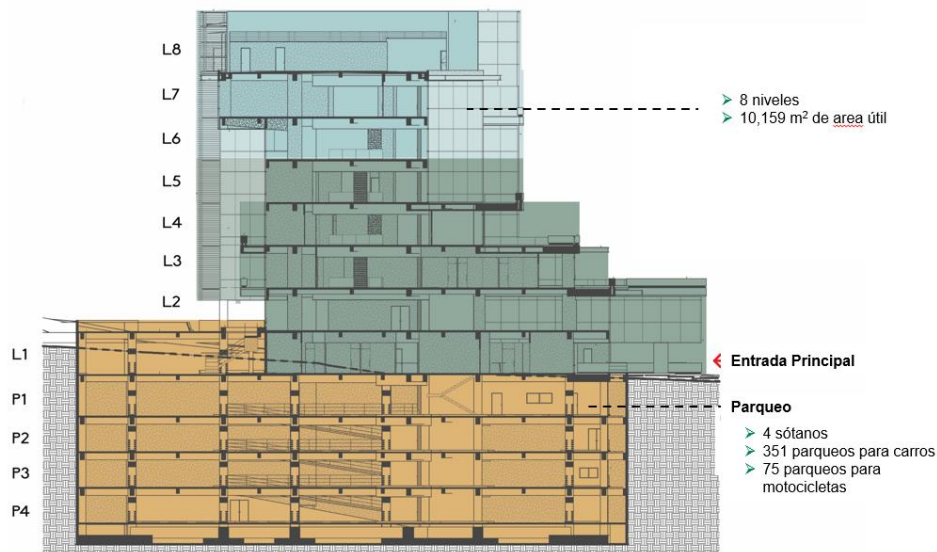 L8
L7
L6
L5
L4
L3
L2
L1
P1
P2
P3
P4
➢ 8 niveles
➢ 10,159 m² de area útil
Entrada Principal
Parqueo
➢ 4 sótanos
➢ 351 parqueos para carros
➢ 75 parqueos para
motocicletas